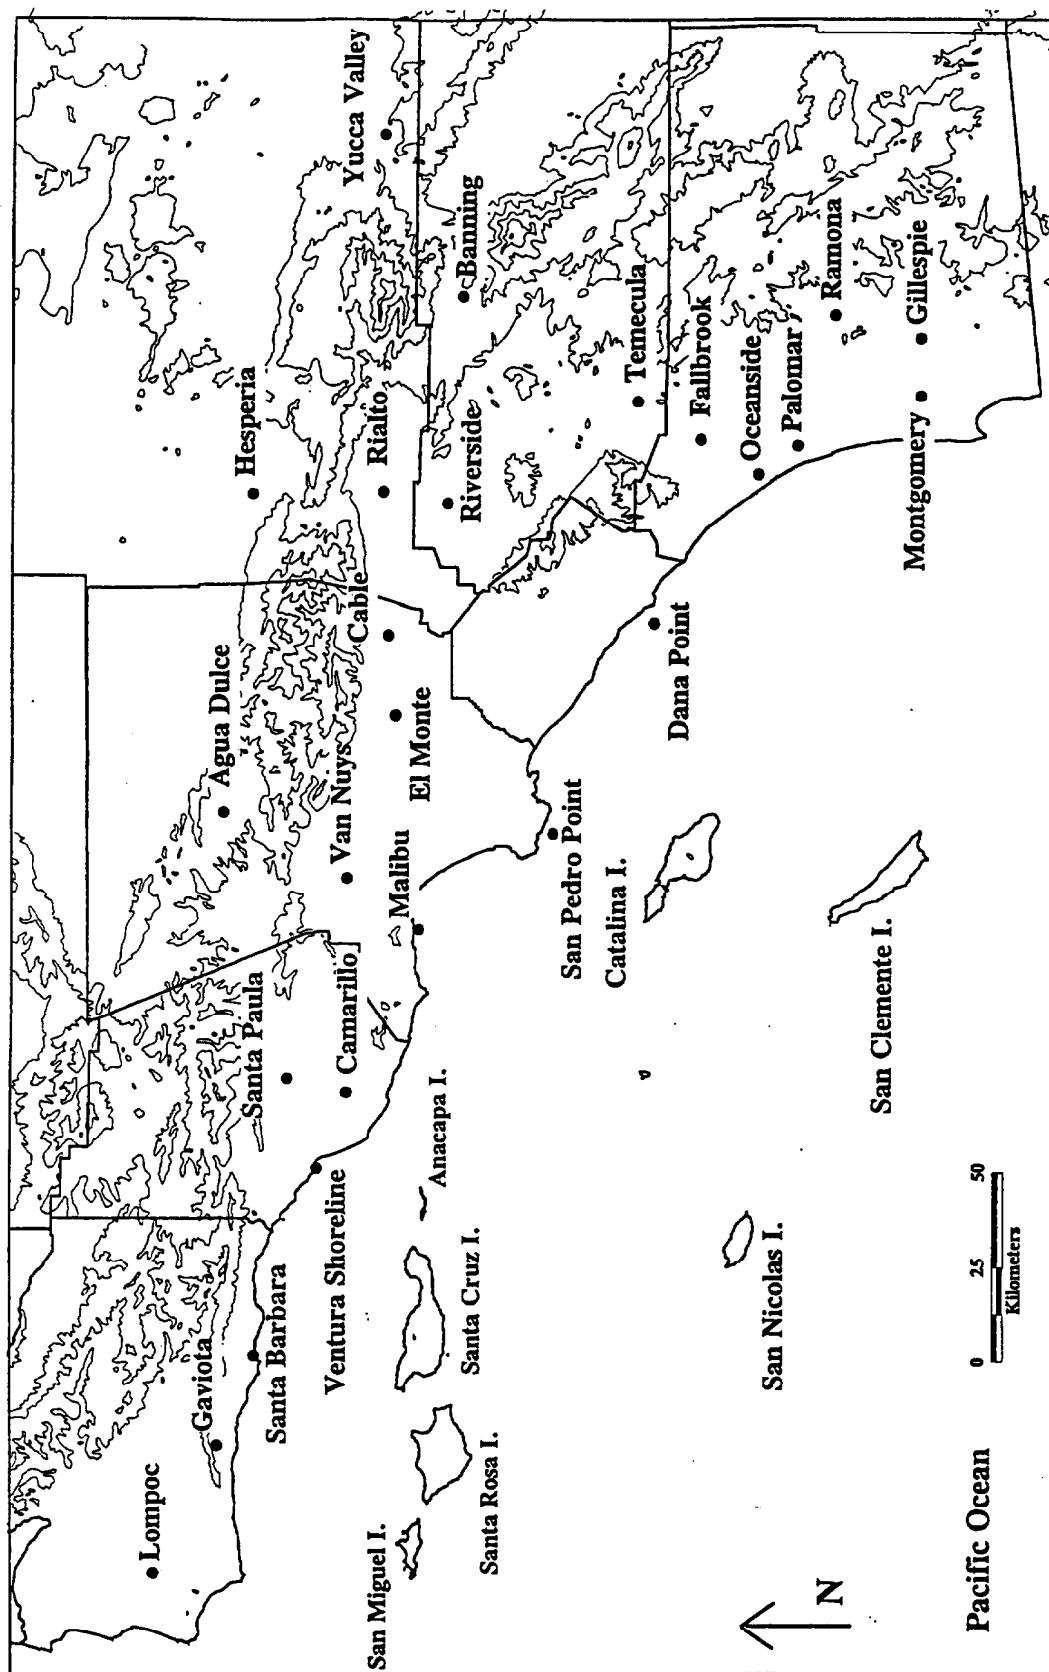 Lompoc
Gaviota
Santa Barbara
Ventura Shoreline
Santa Paula
Camarillo
Agua Dulce
Van Nuys
Malibu
El Monte
Cable
Hesperia
Rialto
Riverside
Yucca Valley
Banning
Temecula
Fallbrook
Oceanside
Palomar
Ramona
Gillespie
Montgomery
Dana Point
San Pedro Point
Catalina I.
San Clemente I.
San Miguel I.
Santa Rosa I.
Santa Cruz I.
Anacapa I.
San Nicolas I.
N
Pacific Ocean
0 25 50
Kilometers